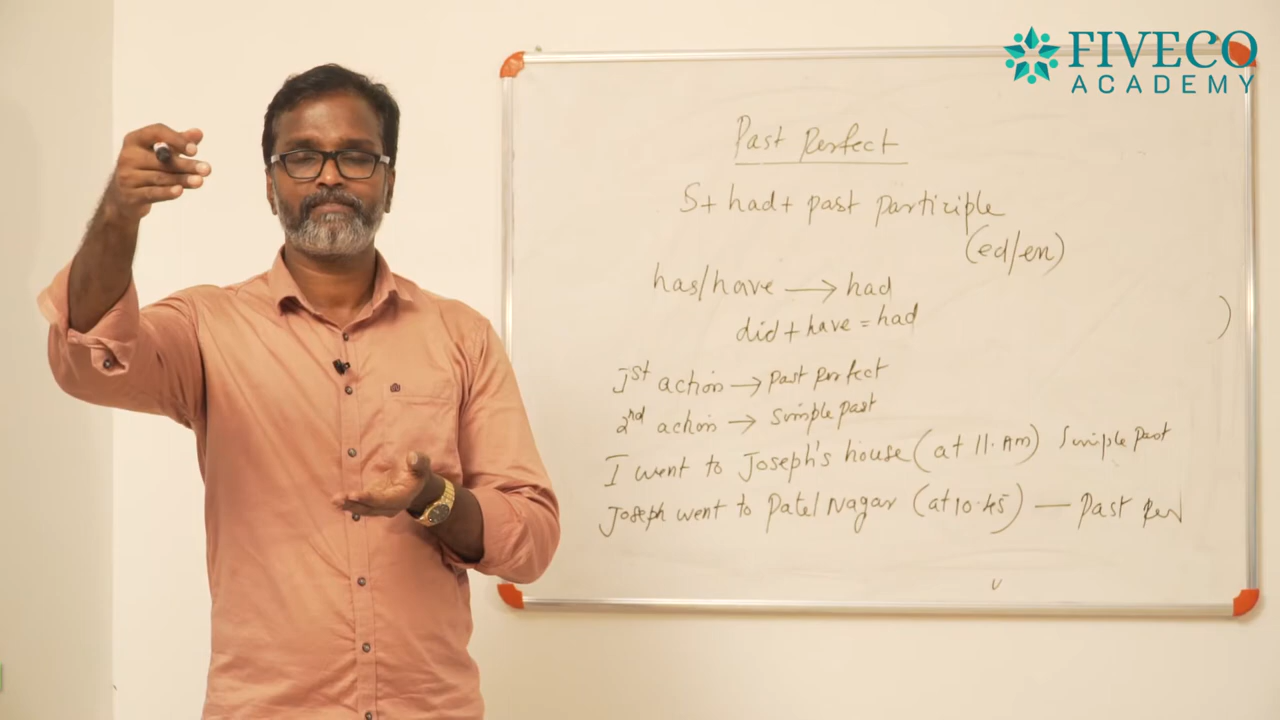 FIVECO
ACADEMY
Past Perfect
S+ had+ past participle
(ed/en)
has/have → had
did + have = had
)
1st action → Past Perfect
2nd action → Simple past
I went to Joseph's house (at 11. Am) Simple Past
Joseph went to Patel Nagar (at 10.45) — Past Per